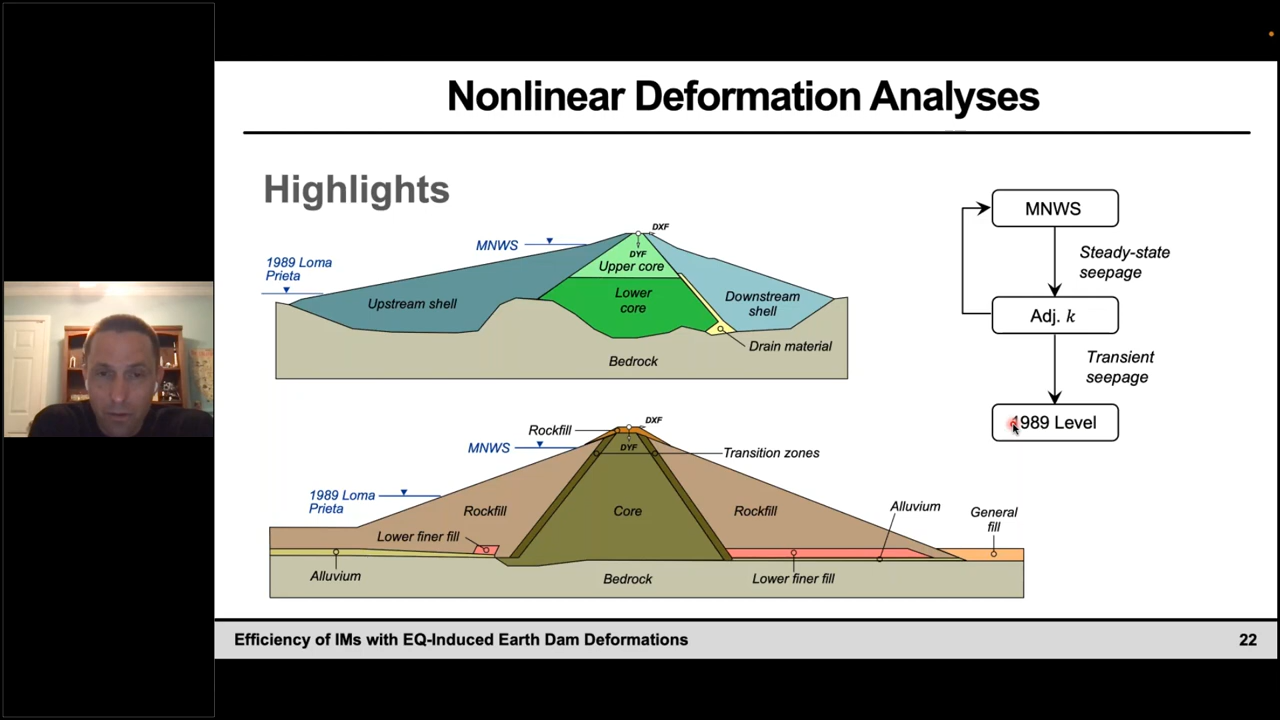 Nonlinear Deformation Analyses
Highlights
MNWS
1989 Loma
Prieta
DXF
DYF
Upper core
Lower
core
Upstream shell
Downstream
shell
Drain material
Bedrock
MNWS
Steady-state
seepage
Adj. k
Transient
seepage
1989 Level
Rockfill
DXF
DYF
MNWS
Transition zones
1989 Loma
Prieta
Rockfill
Core
Rockfill
Alluvium
General
fill
Lower finer fill
Alluvium
Bedrock
Lower finer fill
Efficiency of IMs with EQ-Induced Earth Dam Deformations
22